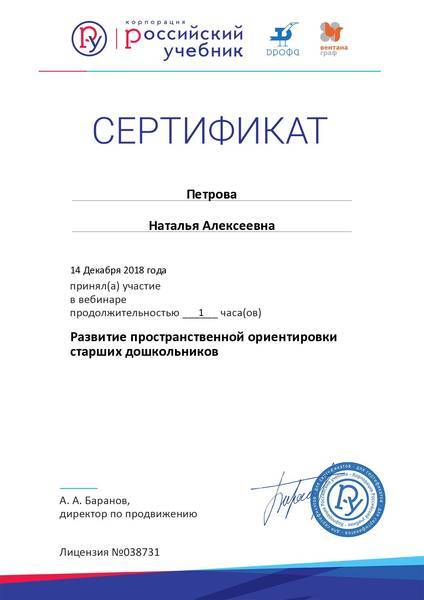 корпорация
Российский
учебник
дрофа
вентана
граф
СЕРТИФИКАТ
Петрова
Наталья Алексеевна
14 Декабря 2018 года
принял(а) участие
в вебинаре
продолжительностью 1 часа(ов)
Развитие пространственной ориентировки
старших дошкольников
А. А. Баранов,
директор по продвижению
Лицензия №038731